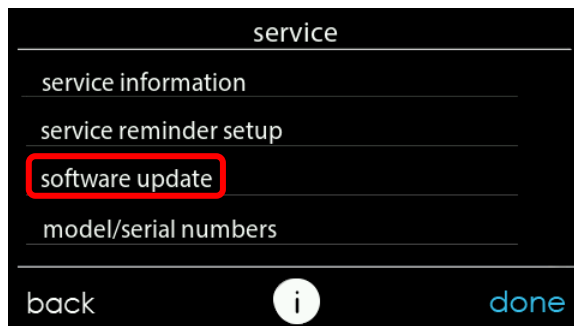 service
service information
service reminder setup
software update
model/serial numbers
back i done